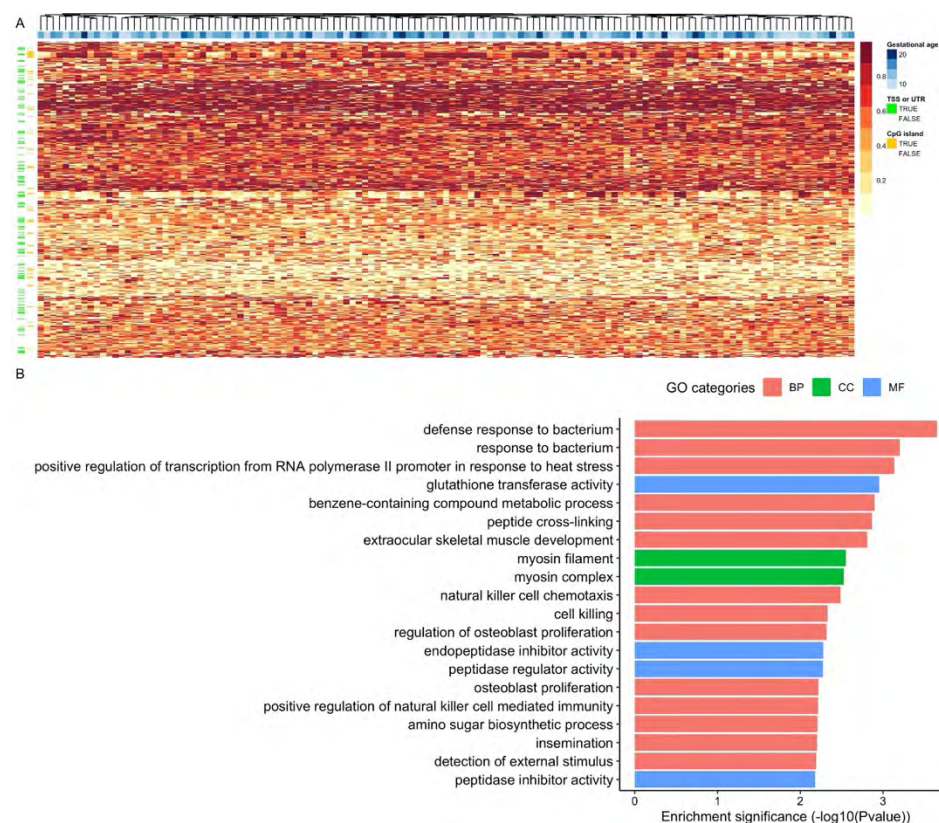 A
Gestational age
20
10
TSS or UTR
TRUE
FALSE
CpG island
TRUE
FALSE
0.8
0.6
0.4
0.2
B
GO categories BP CC MF
defense response to bacterium
response to bacterium
positive regulation of transcription from RNA polymerase II promoter in response to heat stress
glutathione transferase activity
benzene-containing compound metabolic process
peptide cross-linking
extraocular skeletal muscle development
myosin filament
myosin complex
natural killer cell chemotaxis
cell killing
regulation of osteoblast proliferation
endopeptidase inhibitor activity
peptidase regulator activity
osteoblast proliferation
positive regulation of natural killer cell mediated immunity
amino sugar biosynthetic process
insemination
detection of external stimulus
peptidase inhibitor activity
0 1 2 3
Enrichment significance (-log10(Pvalue))